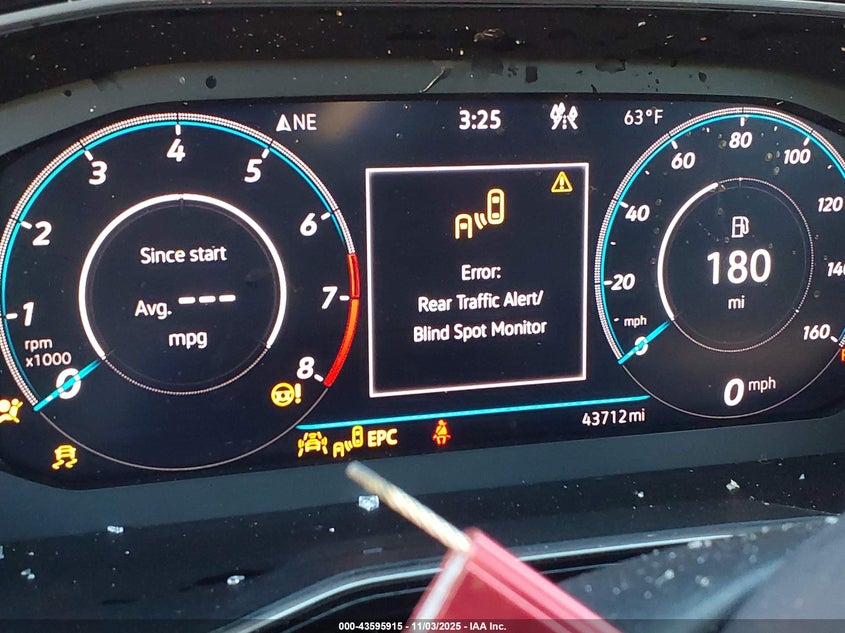 NE
3:25
63°F
1
2
3
4
5
6
7
8
0
rpm
x1000
Since start
Avg. ---
mpg
Error:
Rear Traffic Alert/
Blind Spot Monitor
0
20
40
60
80
100
120
160
mph
180
mi
0 mph
EPC
43712 mi
000-43595915 - 11/03/2025 - IAA Inc.